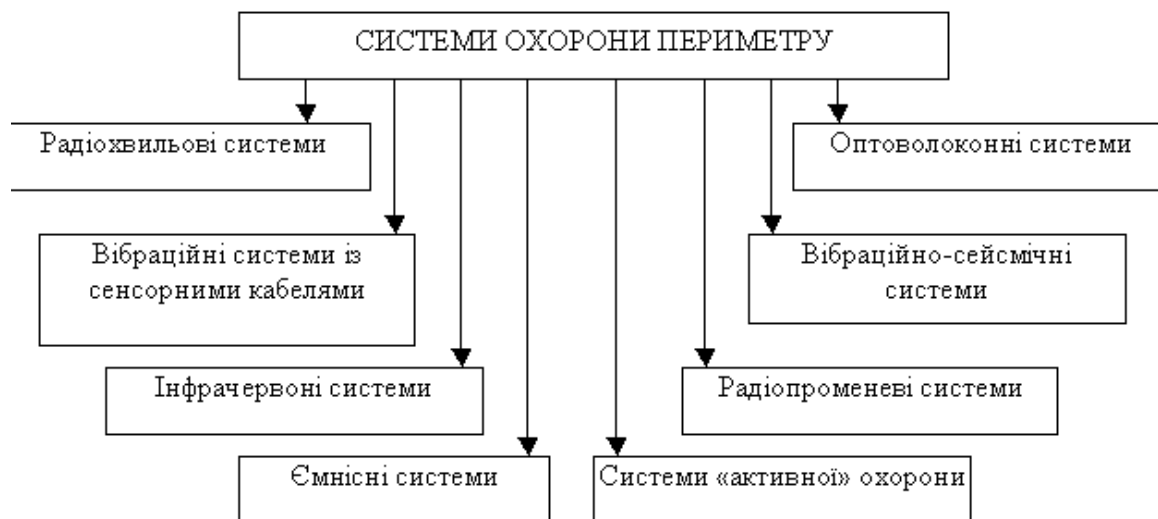 СИСТЕМИ ОХОРОНИ ПЕРИМЕТРУ
Радіохвильові системи
Оптоволоконні системи
Вібраційні системи із
сенсорними кабелями
Вібраційно-сейсмічні
системи
Інфрачервоні системи
Радіопроменеві системи
Ємнісні системи
Системи «активної» охорони